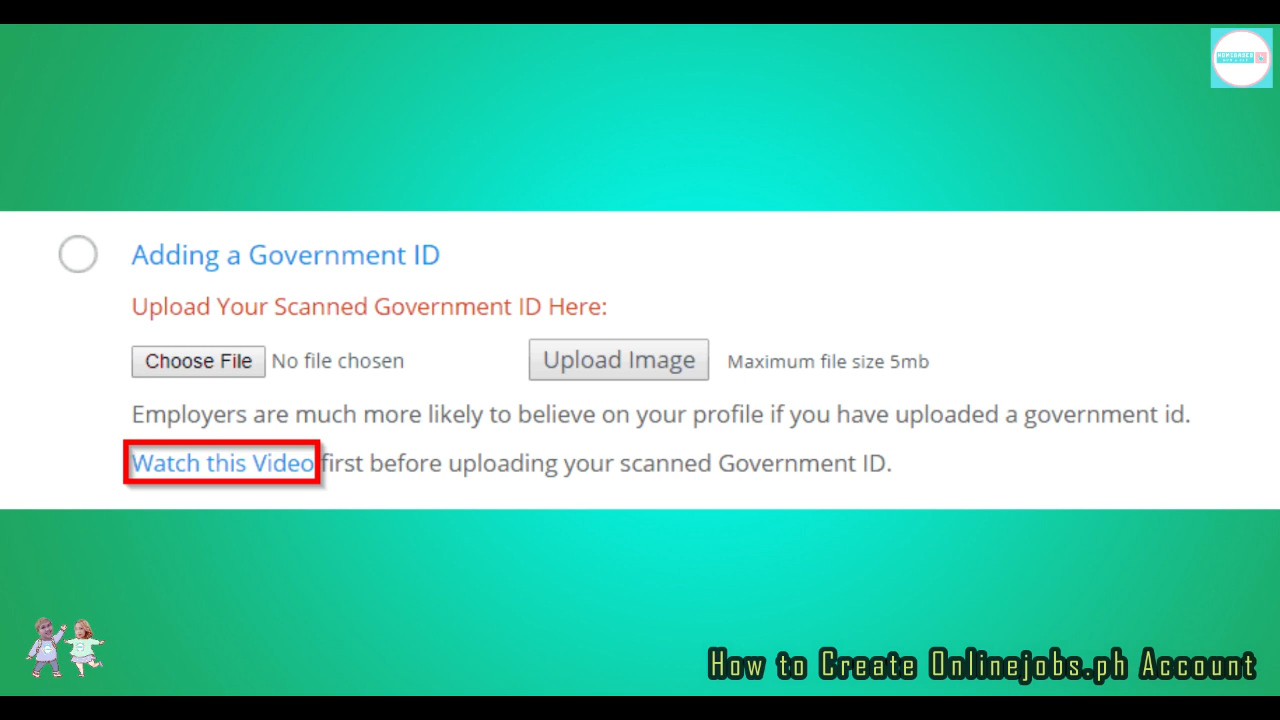 Adding a Government ID
Upload Your Scanned Government ID Here:
Choose File No file chosen Upload Image Maximum file size 5mb
Employers are much more likely to believe on your profile if you have uploaded a government id.
Watch this Video first before uploading your scanned Government ID.
How to Create Onlinejobs.ph Account